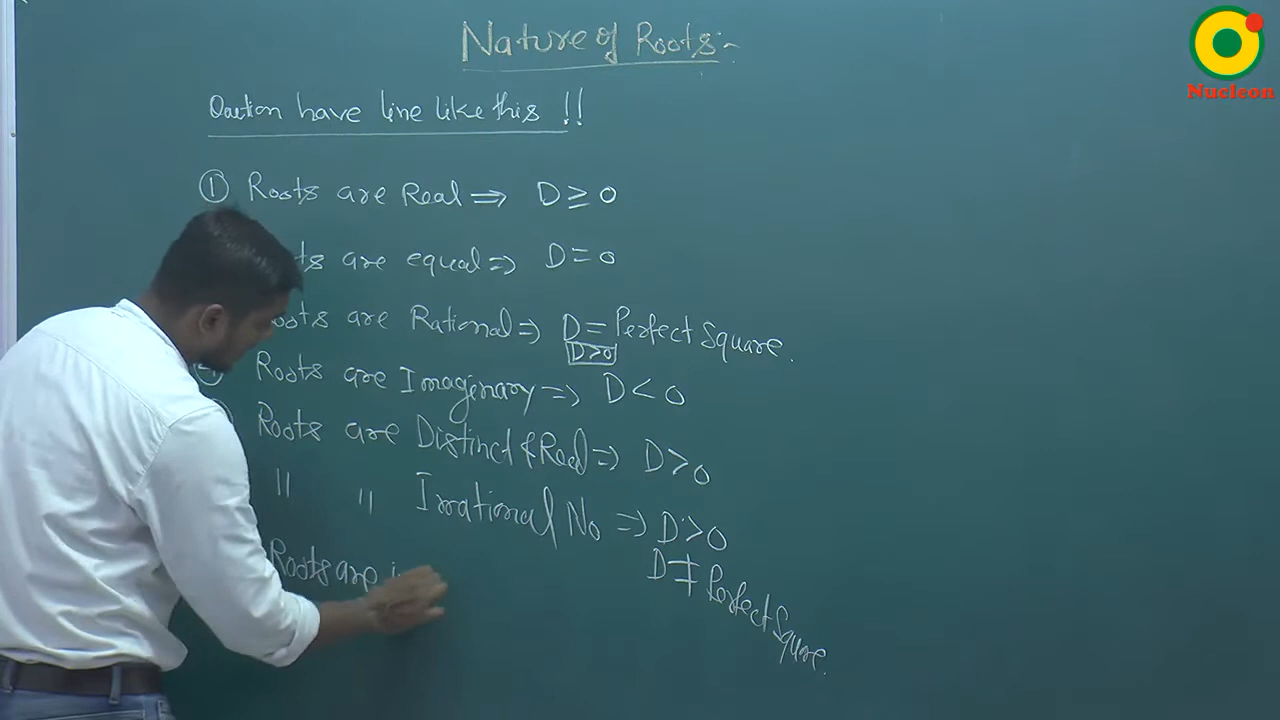 Nature of Roots:-
Nucleon
Question have line like this !!
① Roots are Real ⇒ D ≥ 0
ts are equal ⇒ D = 0
oots are Rational ⇒ D = Perfect Square.
D>0
Roots are Imaginary ⇒ D < 0
Roots are Distinct & Real ⇒ D > 0
" " Irrational No ⇒ D > 0
D ≠ Perfect Square.
Roots are